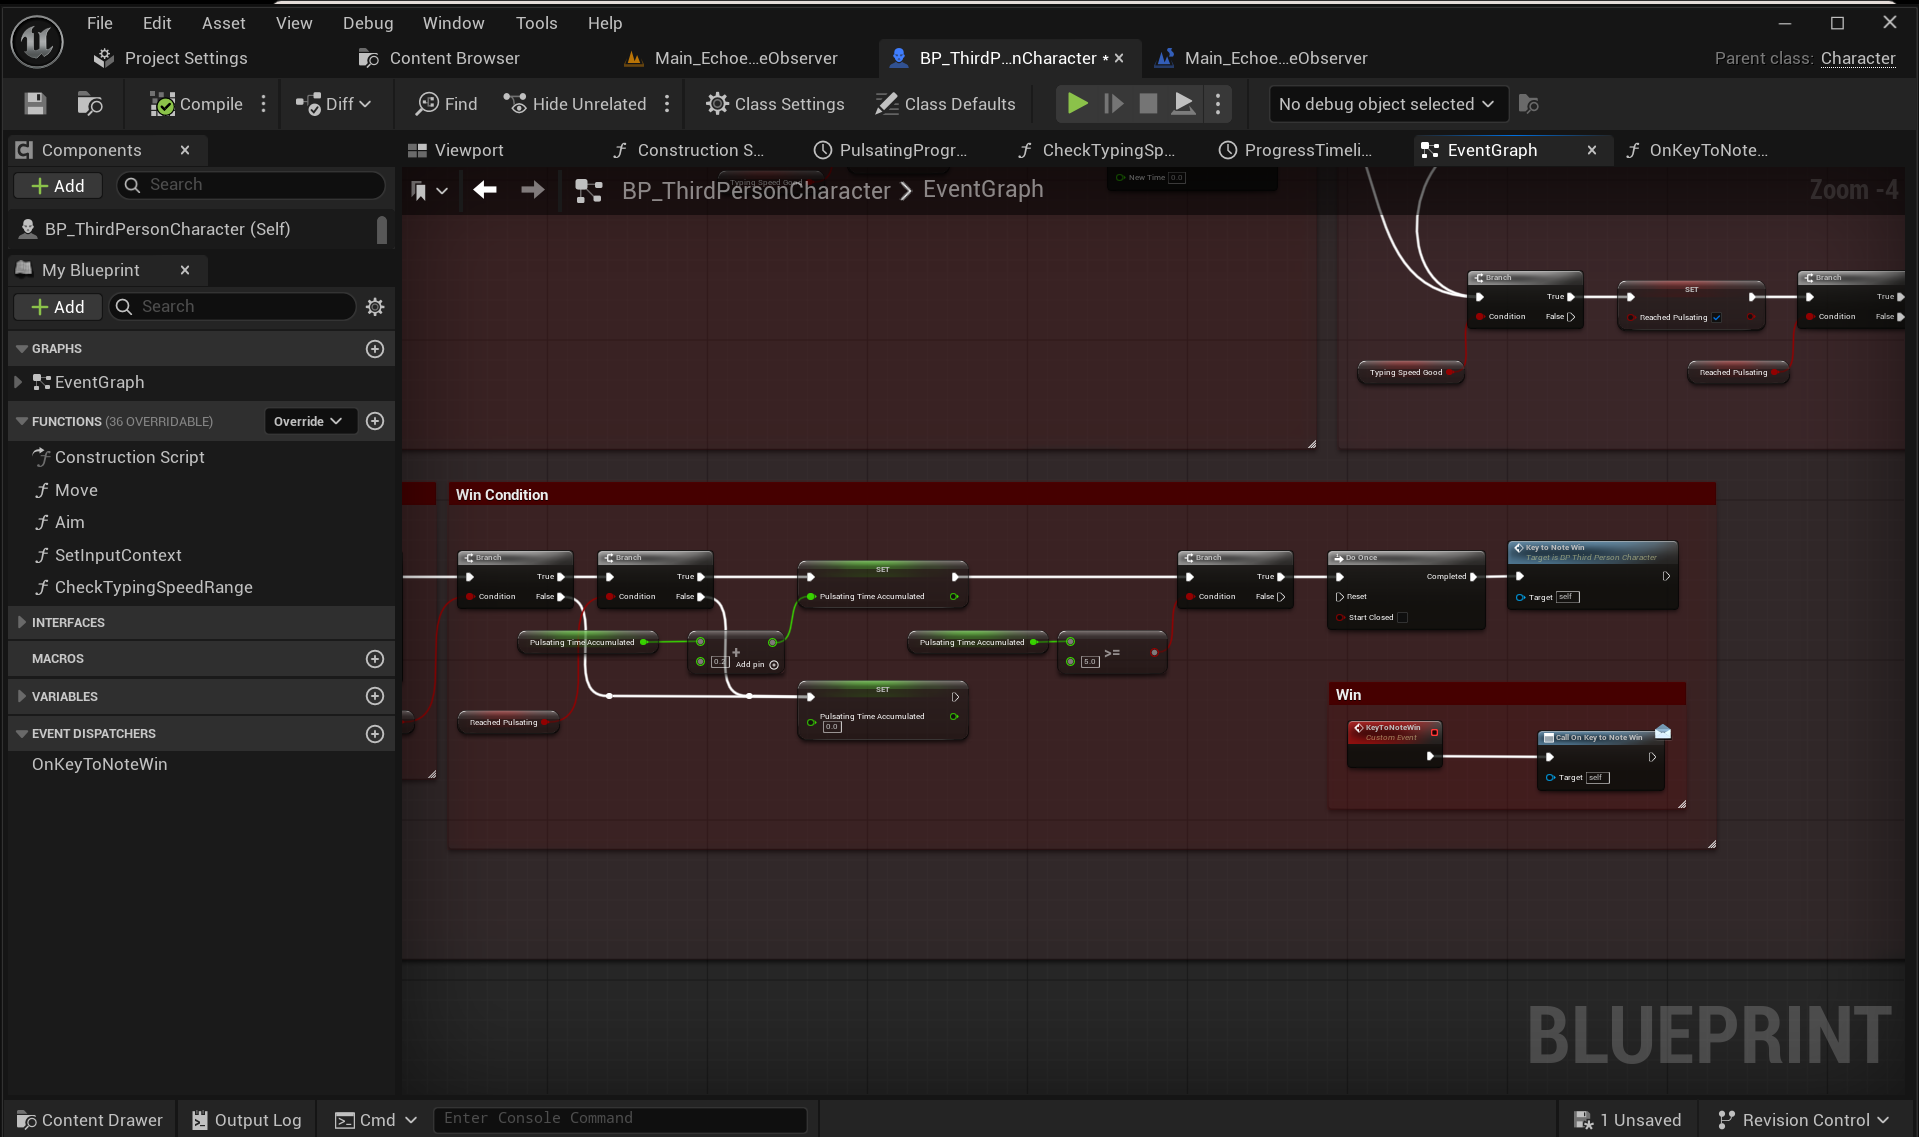 File Edit Asset View Debug Window Tools Help
Project Settings Content Browser Main_Echoe...eObserver BP_ThirdP...nCharacter * Main_Echoe...eObserver Parent class: Character
Compile Diff Find Hide Unrelated Class Settings Class Defaults No debug object selected
Components
Add Search
BP_ThirdPersonCharacter (Self)
My Blueprint
Add Search
GRAPHS
EventGraph
FUNCTIONS (36 OVERRIDABLE) Override
Construction Script
Move
Aim
SetInputContext
CheckTypingSpeedRange
INTERFACES
MACROS
VARIABLES
EVENT DISPATCHERS
OnKeyToNoteWin
Viewport Construction S... PulsatingProgr... CheckTypingSp... ProgressTimeli... EventGraph OnKeyToNote...
BP_ThirdPersonCharacter > EventGraph Zoom -4
Typing Speed Good
New Time 0.0
Branch
True
Condition False
SET
Reached Pulsating
Branch
True
Condition False
Typing Speed Good
Reached Pulsating
Win Condition
Branch
True
Condition False
Branch
True
Condition False
SET
Pulsating Time Accumulated
Branch
True
Condition False
Do Once
Completed
Reset
Start Closed
Key to Note Win
Target is BP Third Person Character
Target self
Pulsating Time Accumulated
0.2 + Add pin
Pulsating Time Accumulated
5.0 >=
Reached Pulsating
SET
Pulsating Time Accumulated
0.0
Win
KeyToNoteWin
Custom Event
Call On Key to Note Win
Target self
BLUEPRINT
Content Drawer Output Log Cmd Enter Console Command 1 Unsaved Revision Control